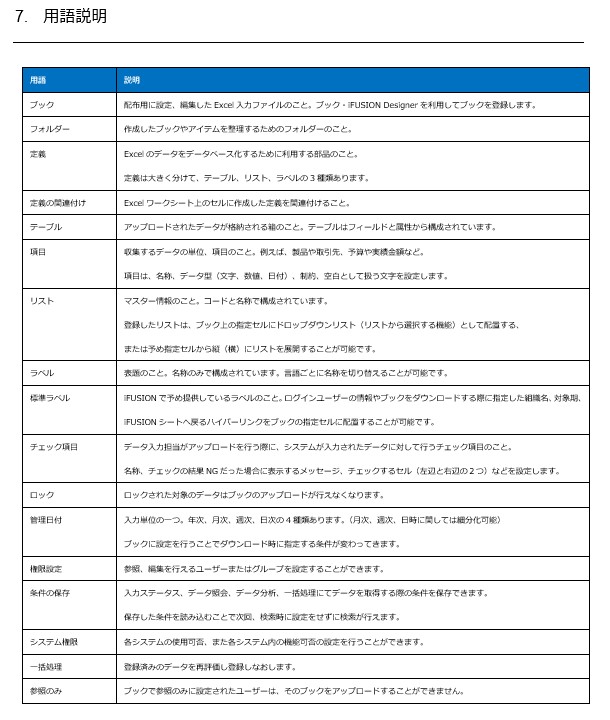 7. 用語説明
用語 説明
ブック 配布用に設定、編集した Excel 入力ファイルのこと。ブック・iFUSION Designer を利用してブックを登録します。
フォルダー 作成したブックやアイテムを整理するためのフォルダーのこと。
定義 Excel のデータをデータベース化するために利用する部品のこと。
定義は大きく分けて、テーブル、リスト、ラベルの 3 種類あります。
定義の関連付け Excel ワークシート上のセルに作成した定義を関連付けること。
テーブル アップロードされたデータが格納される箱のこと。テーブルはフィールドと属性から構成されています。
項目 収集するデータの単位、項目のこと。例えば、製品や取引先、予算や実績金額など。
項目は、名称、データ型（文字、数値、日付）、制約、空白として扱う文字を設定します。
リスト マスター情報のこと。コードと名称で構成されています。
登録したリストは、ブック上の指定セルにドロップダウンリスト（リストから選択する機能）として配置する、
または予め指定セルから縦（横）にリストを展開することが可能です。
ラベル 表題のこと。名称のみで構成されています。言語ごとに名称を切り替えることが可能です。
標準ラベル iFUSION で予め提供しているラベルのこと。ログインユーザーの情報やブックをダウンロードする際に指定した組織名、対象期、
iFUSION シートへ戻るハイパーリンクをブックの指定セルに配置することが可能です。
チェック項目 データ入力担当がアップロードを行う際に、システムが入力されたデータに対して行うチェック項目のこと。
名称、チェックの結果 NG だった場合に表示するメッセージ、チェックするセル（左辺と右辺の 2 つ）などを設定します。
ロック ロックされた対象のデータはブックのアップロードが行えなくなります。
管理日付 入力単位の一つ。年次、月次、週次、日次の 4 種類あります。（月次、週次、日時に関しては細分化可能）
ブックに設定を行うことでダウンロード時に指定する条件が変わってきます。
権限設定 参照、編集を行えるユーザーまたはグループを設定することができます。
条件の保存 入力ステータス、データ照会、データ分析、一括処理にてデータを取得する際の条件を保存できます。
保存した条件を読み込むことで次回、検索時に設定をせずに検索が行えます。
システム権限 各システムの使用可否、また各システム内の機能可否の設定を行うことができます。
一括処理 登録済みのデータを再評価し登録しなおします。
参照のみ ブックで参照のみに設定されたユーザーは、そのブックをアップロードすることができません。